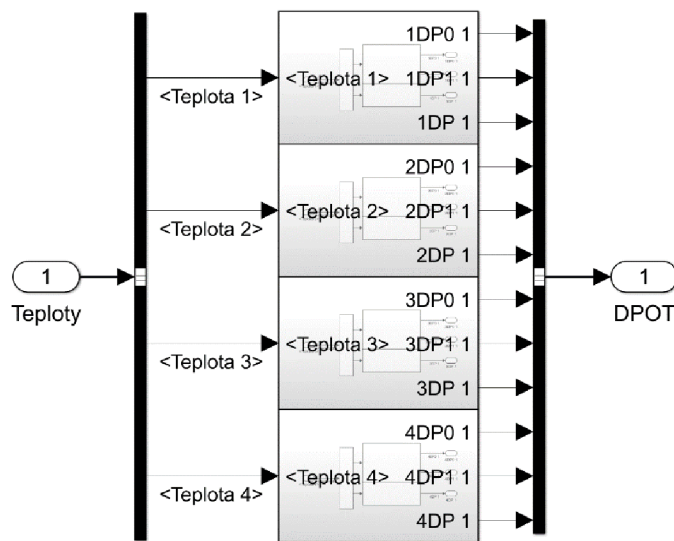 1DP0 1
<Teplota 1>
<Teplota 1>
1DP1 1
1DP 1
2DP0 1
<Teplota 2>
<Teplota 2>
2DP1 1
2DP 1
1
Teploty
3DP0 1
<Teplota 3>
<Teplota 3>
3DP1 1
3DP 1
1
DPOT
4DP0 1
<Teplota 4>
<Teplota 4>
4DP1 1
4DP 1